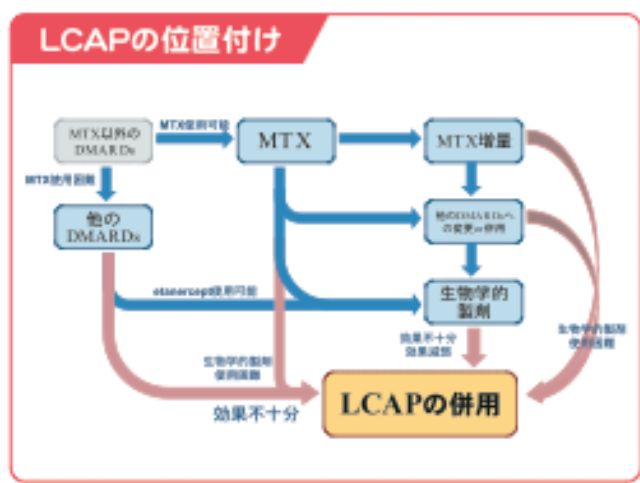 LCAPの位置付け
MTX以外の
DMARDs
MTX使用可能
MTX
MTX増量
MTX使用困難
他の
DMARDs
他のDMARDsへ
の変更or併用
etanercept使用可能
生物学的
製剤
生物学的製剤
使用困難
効果不十分
効果減弱
生物学的製剤
使用困難
効果不十分
LCAPの併用